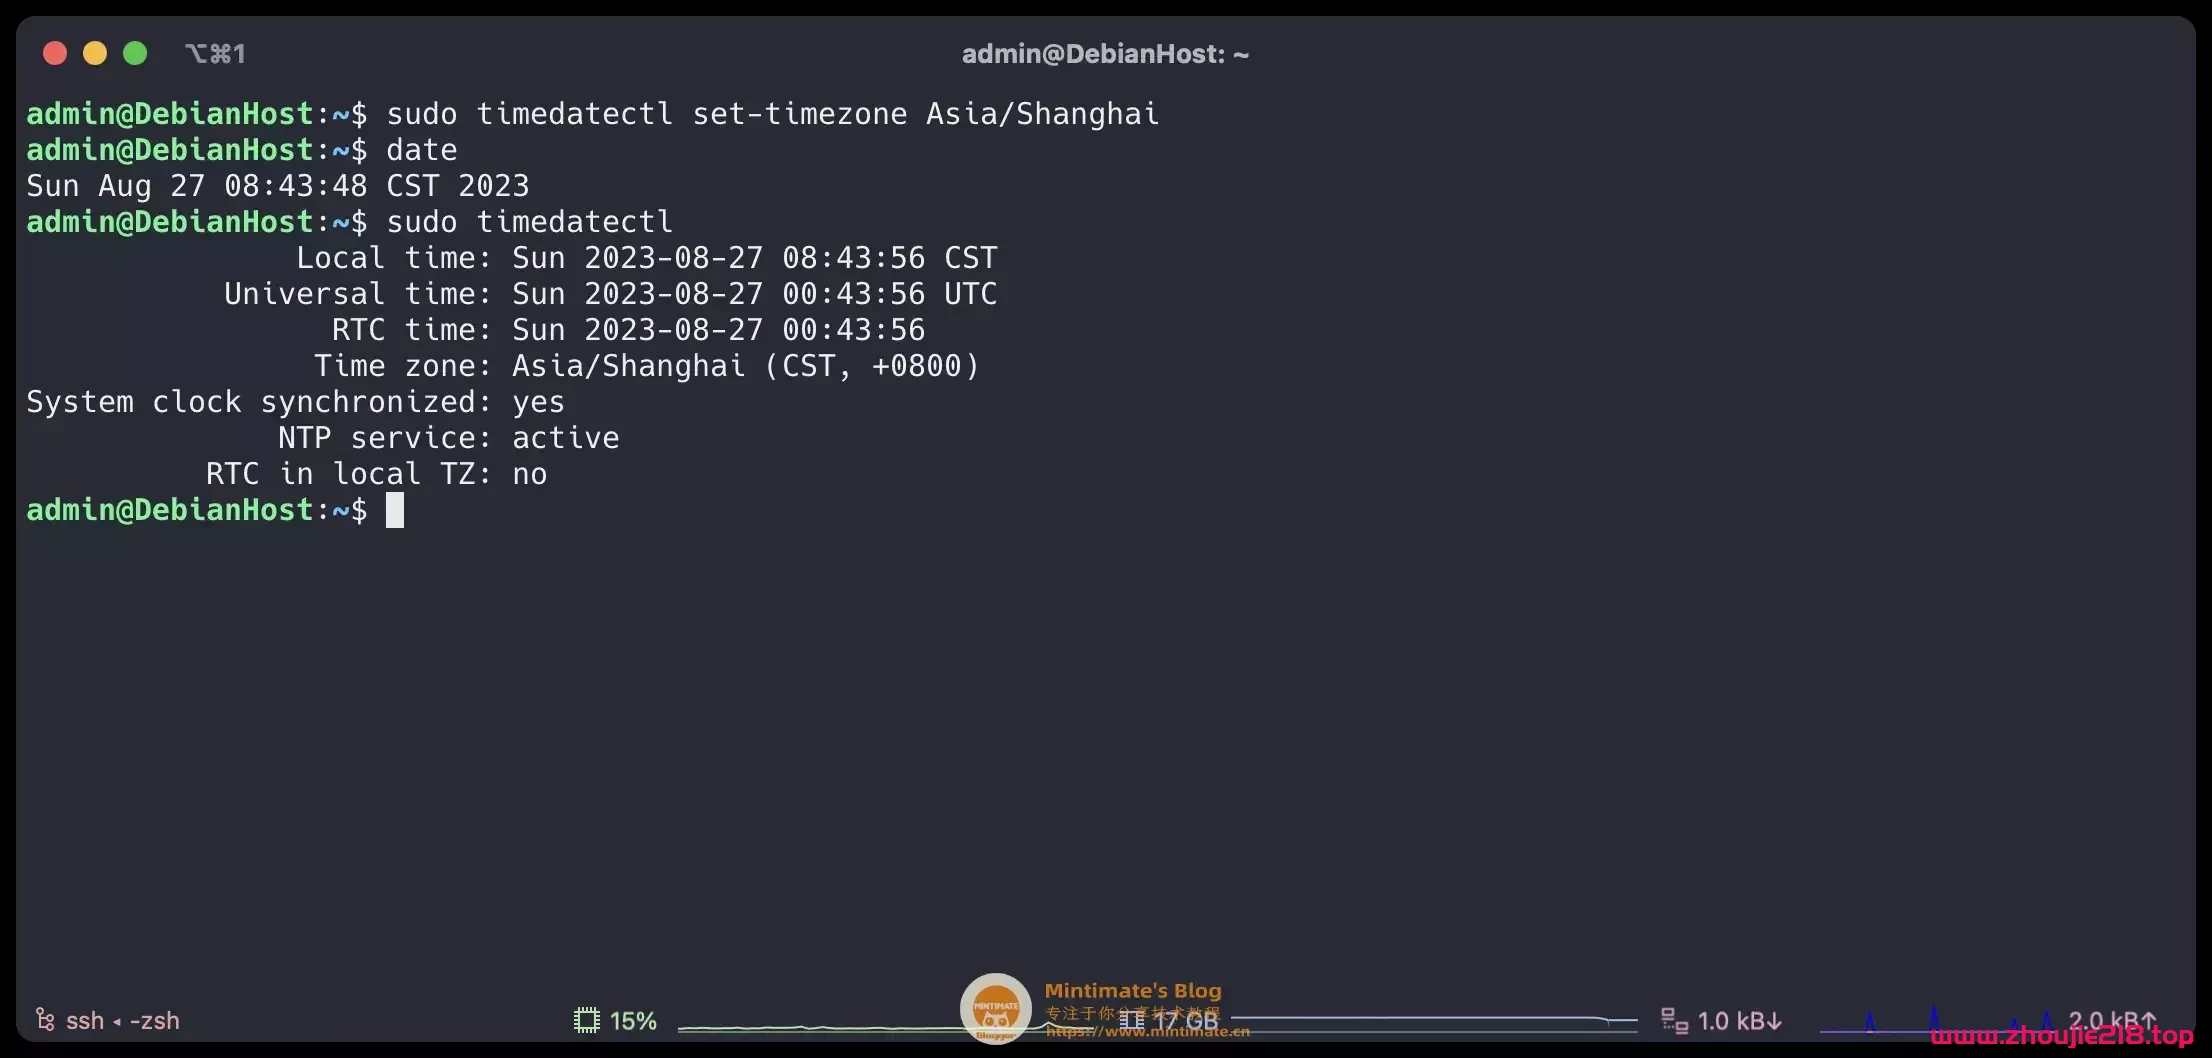 ⌥⌘1
admin@DebianHost: ~
admin@DebianHost:~$ sudo timedatectl set-timezone Asia/Shanghai
admin@DebianHost:~$ date
Sun Aug 27 08:43:48 CST 2023
admin@DebianHost:~$ sudo timedatectl
Local time: Sun 2023-08-27 08:43:56 CST
Universal time: Sun 2023-08-27 00:43:56 UTC
RTC time: Sun 2023-08-27 00:43:56
Time zone: Asia/Shanghai (CST, +0800)
System clock synchronized: yes
NTP service: active
RTC in local TZ: no
admin@DebianHost:~$
ssh ◂ -zsh
15%
MINTIMATE
Mintimate's Blog
专注于你分享技术教程
https://www.mintimate.cn
17 GB
1.0 kB↓
2.0 kB↑
www.zhoujie218.top